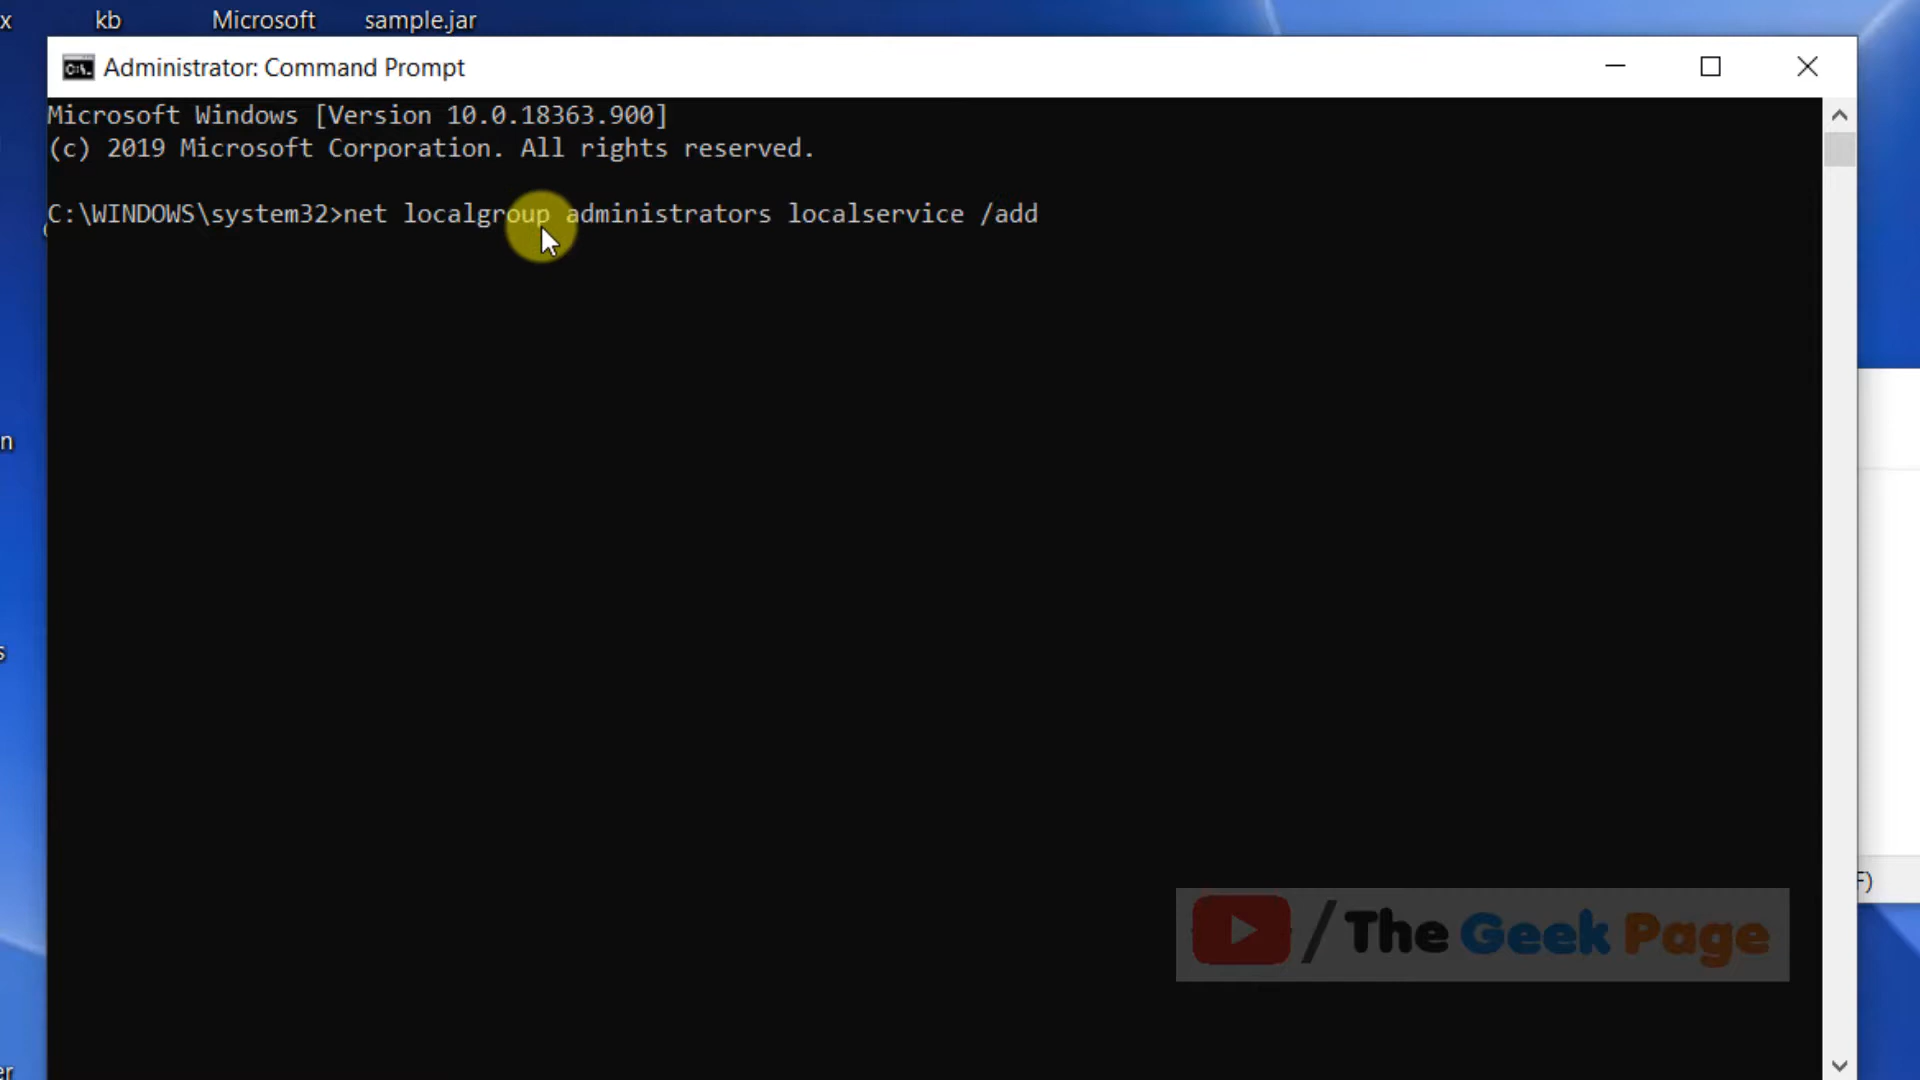 x kb Microsoft sample.jar
Administrator: Command Prompt
Microsoft Windows [Version 10.0.18363.900]
(c) 2019 Microsoft Corporation. All rights reserved.
C:\WINDOWS\system32>net localgroup administrators localservice /add
n
s
F)
/The Geek Page
er